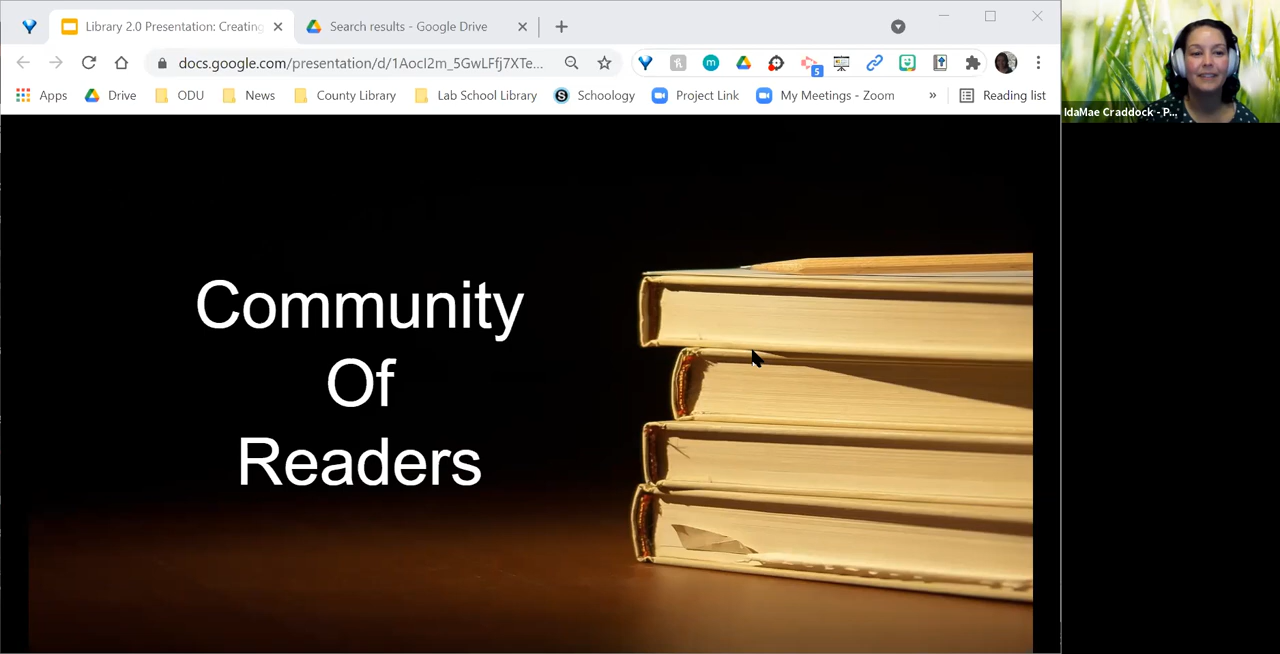 Library 2.0 Presentation: Creating
Search results - Google Drive
docs.google.com/presentation/d/1AocI2m_5GwLFfj7XTe...
5
Apps
Drive
ODU
News
County Library
Lab School Library
Schoology
Project Link
My Meetings - Zoom
»
Reading list
IdaMae Craddock - P...
Community
Of
Readers